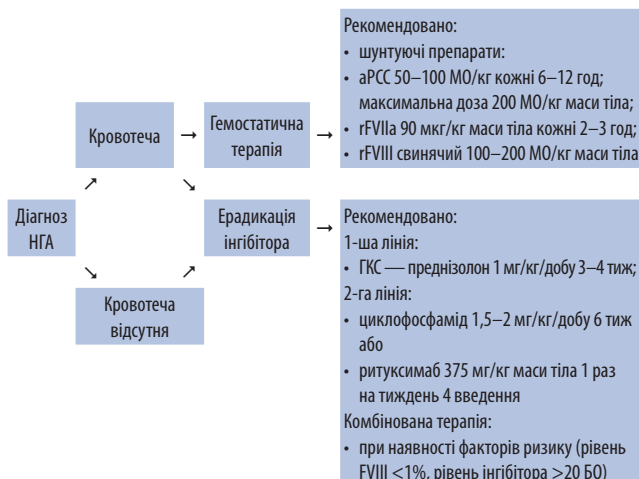 Діагноз
НГА
Кровотеча
Кровотеча
відсутня
Гемостатична
терапія
Ерадикація
інгібітора
Рекомендовано:
• шунтуючі препарати:
• аPCC 50–100 МО/кг кожні 6–12 год;
максимальна доза 200 МО/кг маси тіла;
• rFVIIa 90 мкг/кг маси тіла кожні 2–3 год;
• rFVIII свинячий 100–200 МО/кг маси тіла
Рекомендовано:
1-ша лінія:
• ГКС — преднізолон 1 мг/кг/добу 3–4 тиж;
2-га лінія:
• циклофосфамід 1,5–2 мг/кг/добу 6 тиж
або
• ритуксимаб 375 мг/кг маси тіла 1 раз
на тиждень 4 введення
Комбінована терапія:
• при наявності факторів ризику (рівень
FVIII <1%, рівень інгібітора >20 БО)